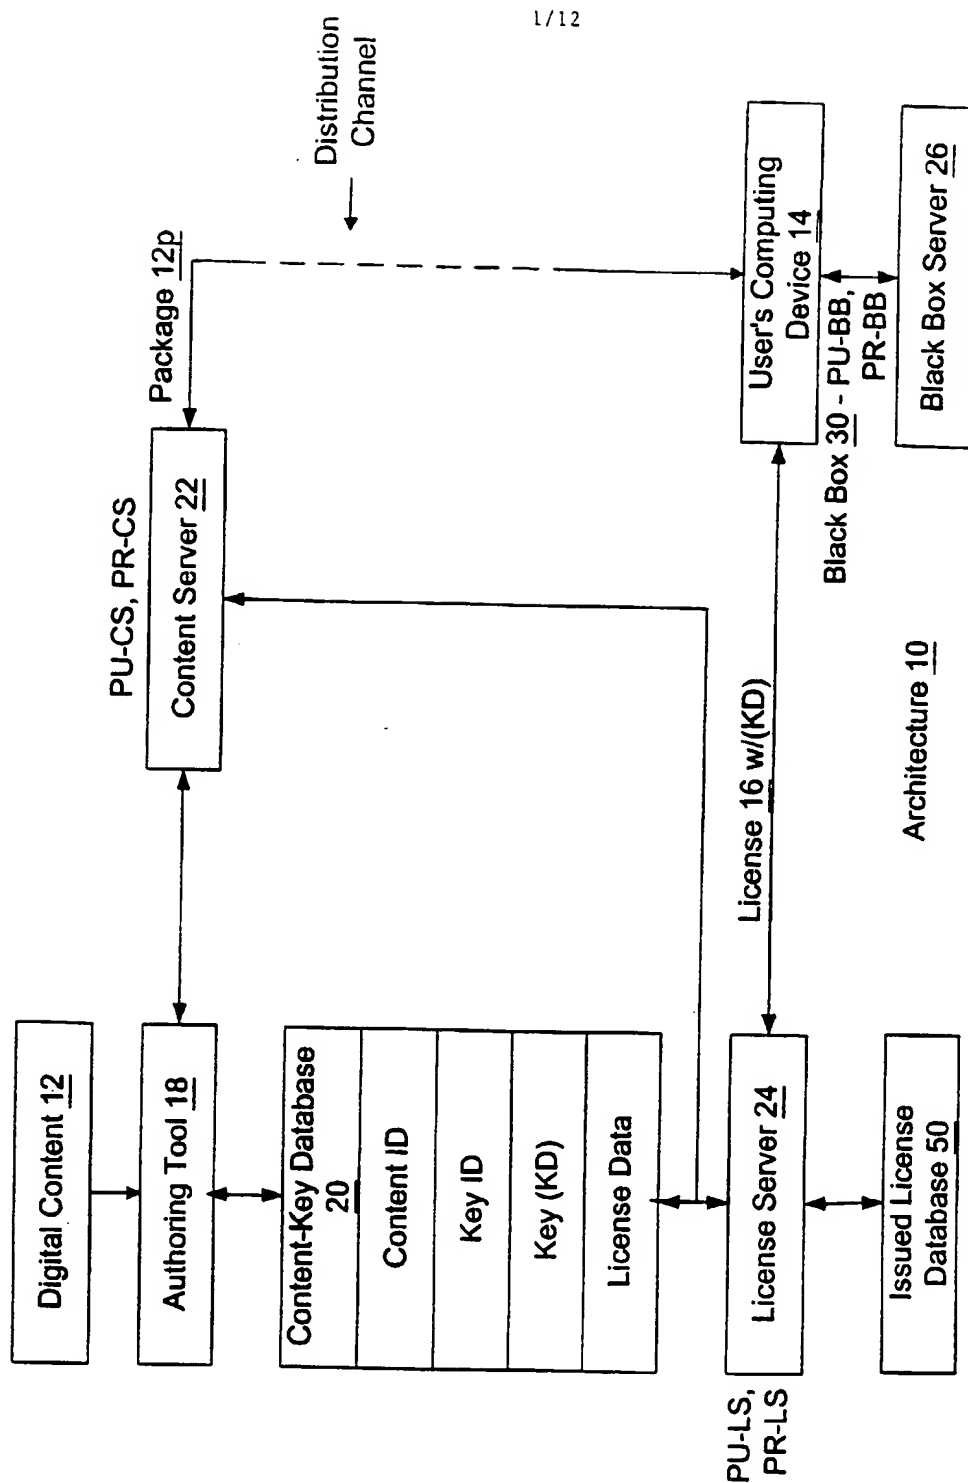 1/12
Digital Content 12
Authoring Tool 18
Content-Key Database
20
Content ID
Key ID
Key (KD)
License Data
PU-LS,
PR-LS
License Server 24
Issued License
Database 50
PU-CS, PR-CS
Content Server 22
Package 12p
Distribution
Channel
License 16 w/(KD)
User's Computing
Device 14
Black Box 30 - PU-BB,
PR-BB
Black Box Server 26
Architecture 10